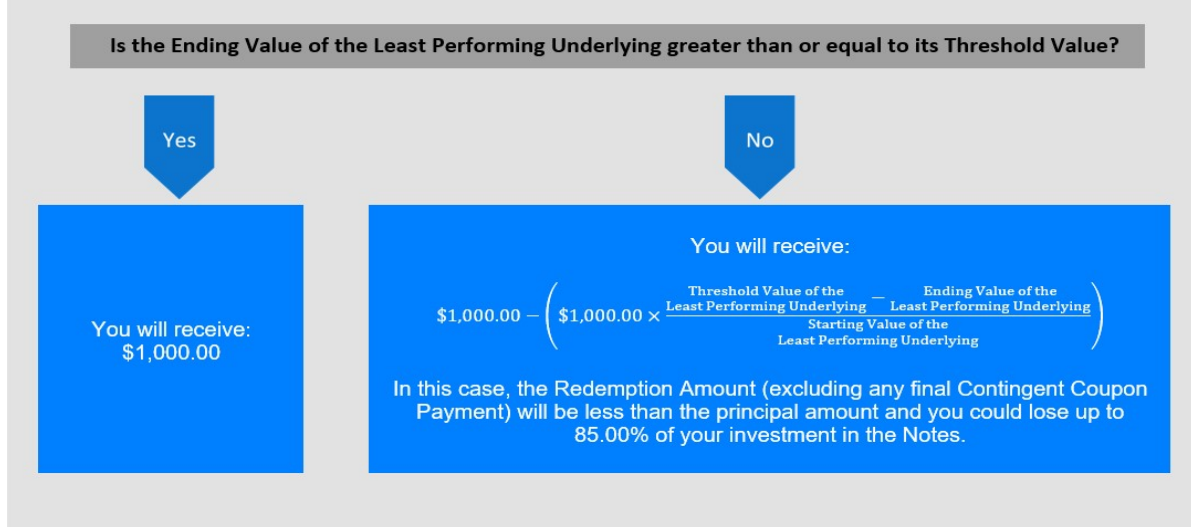 Is the Ending Value of the Least Performing Underlying greater than or equal to its Threshold Value?
Yes
No
You will receive:
$1,000.00
You will receive:
$1,000.00 − ($1,000.00 × (Threshold Value of the Least Performing Underlying − Ending Value of the Least Performing Underlying) / Starting Value of the Least Performing Underlying)
In this case, the Redemption Amount (excluding any final Contingent Coupon
Payment) will be less than the principal amount and you could lose up to
85.00% of your investment in the Notes.